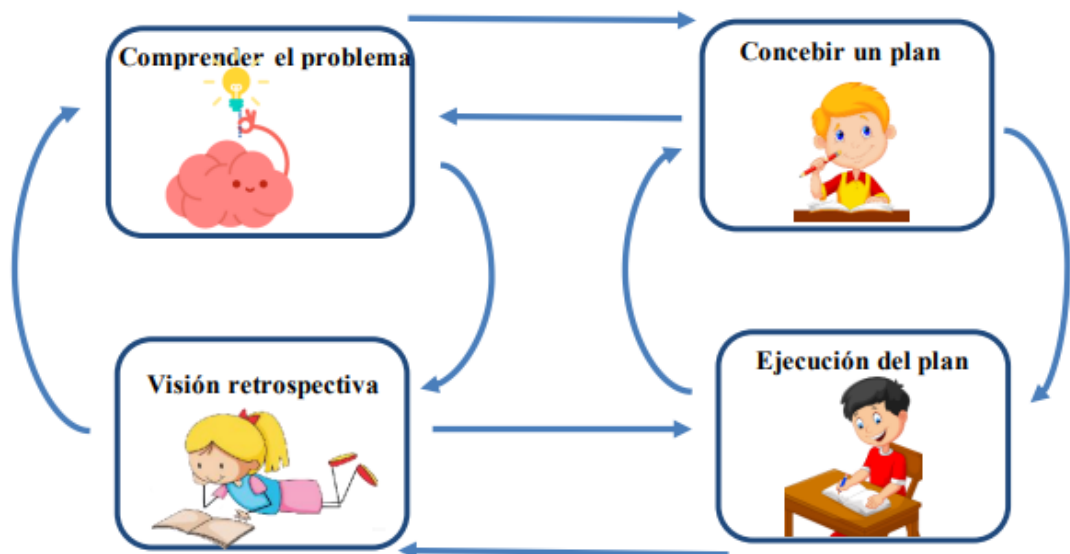 Comprender el problema
Concebir un plan
Visión retrospectiva
Ejecución del plan